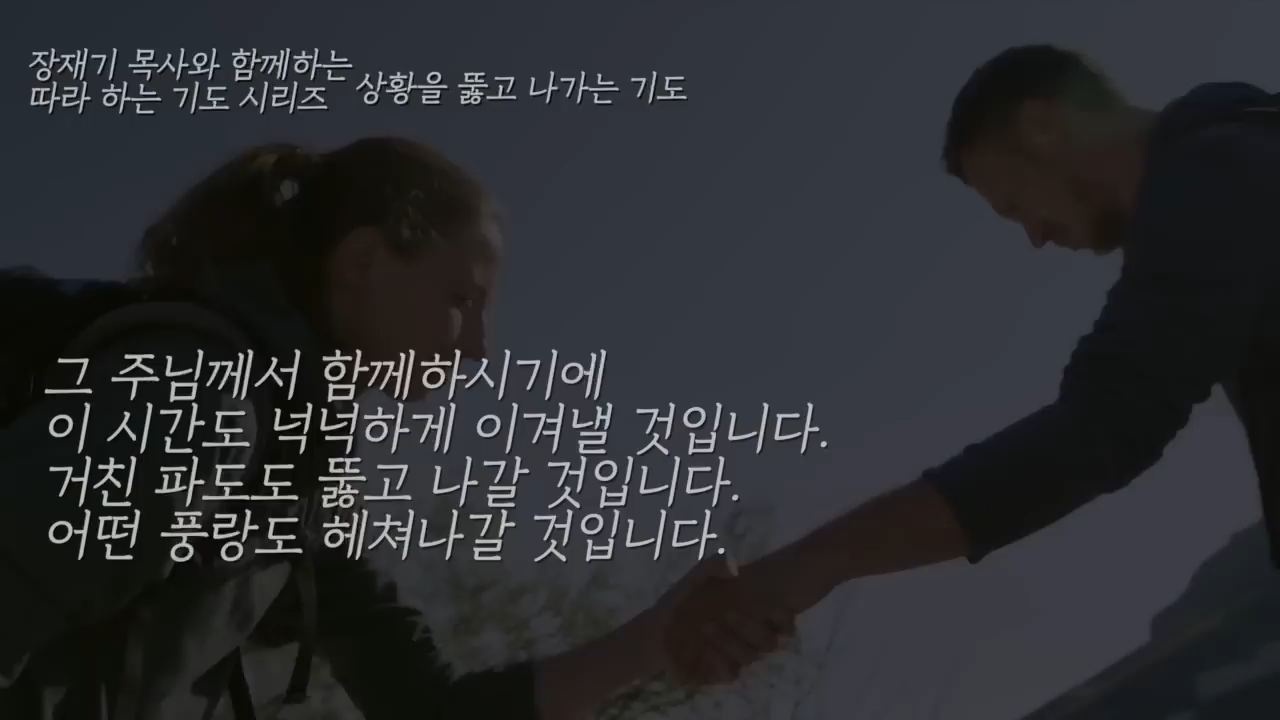 장재기 목사와 함께하는
따라 하는 기도 시리즈
상황을 뚫고 나가는 기도
그 주님께서 함께하시기에
이 시간도 넉넉하게 이겨낼 것입니다.
거친 파도도 뚫고 나갈 것입니다.
어떤 풍랑도 헤쳐나갈 것입니다.